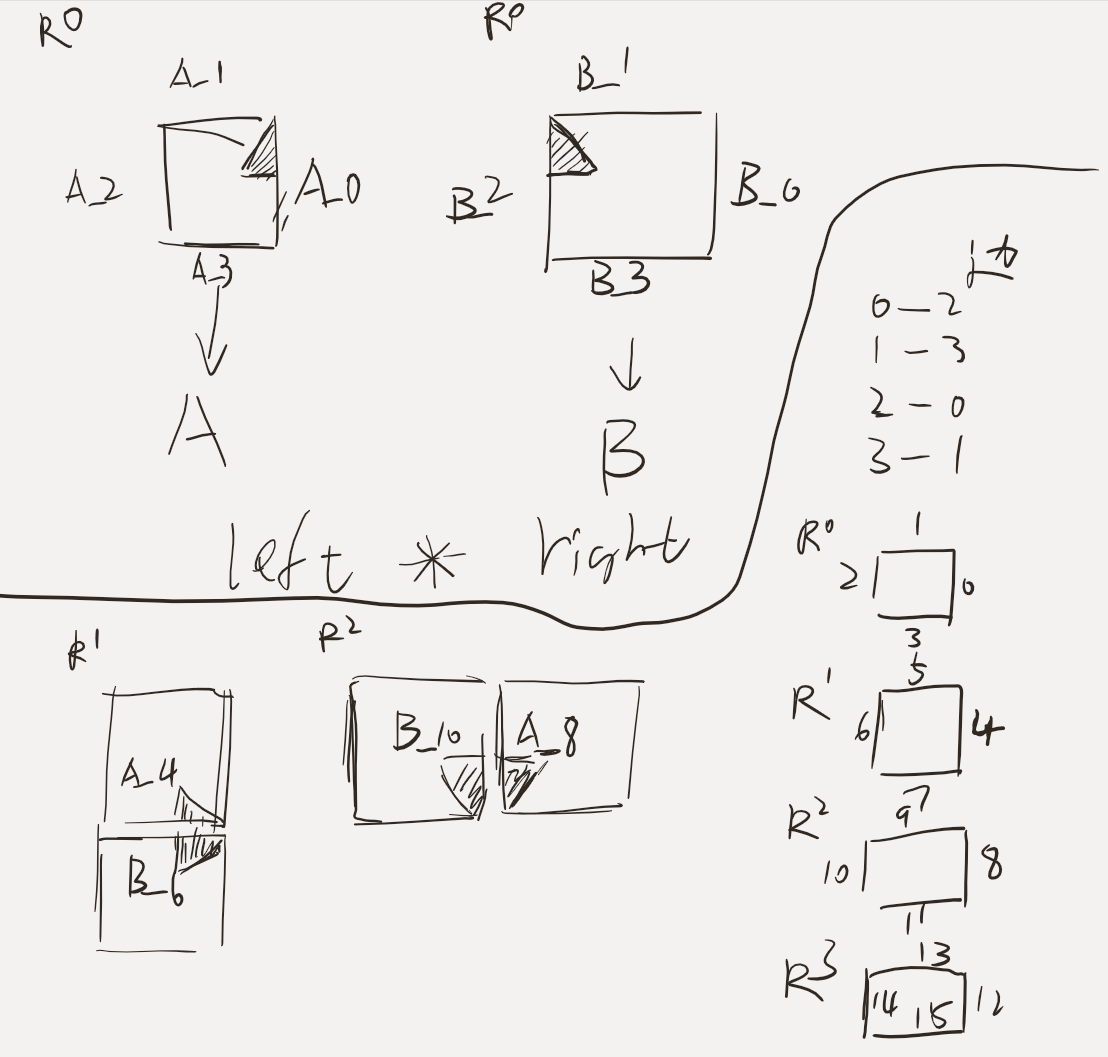 R⁰
R⁰
A_1
B_1
A_2
A_0
B_2
B_0
A_3
B_3
A
B
left * right
0 — 2
1 — 3
2 — 0
3 — 1
R¹
A_4
B_6
R²
B_10
A_8
R⁰
1
2
0
3
R¹
5
6
4
7
R²
9
10
8
11
R³
13
14
12
15